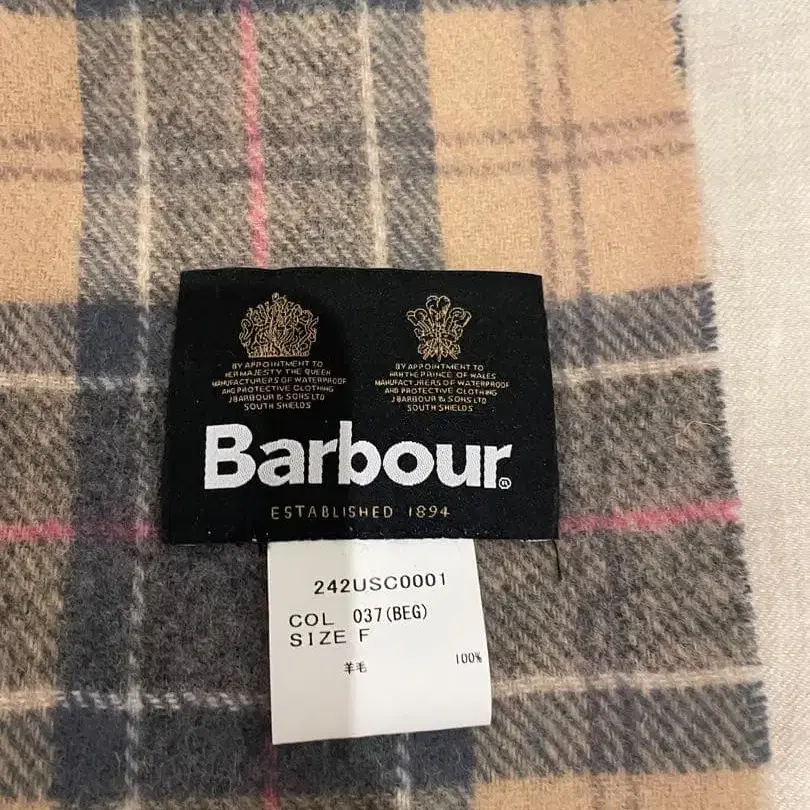 BY APPOINTMENT TO
HER MAJESTY THE QUEEN
MANUFACTURERS OF WATERPROOF
AND PROTECTIVE CLOTHING
J BARBOUR & SONS LTD
SOUTH SHIELDS
BY APPOINTMENT TO
HRH THE PRINCE OF WALES
MANUFACTURERS OF WATERPROOF
AND PROTECTIVE CLOTHING
J BARBOUR & SONS LTD
SOUTH SHIELDS
Barbour®
ESTABLISHED 1894
242USC0001
COL 037(BEG)
SIZE F
羊毛 100%